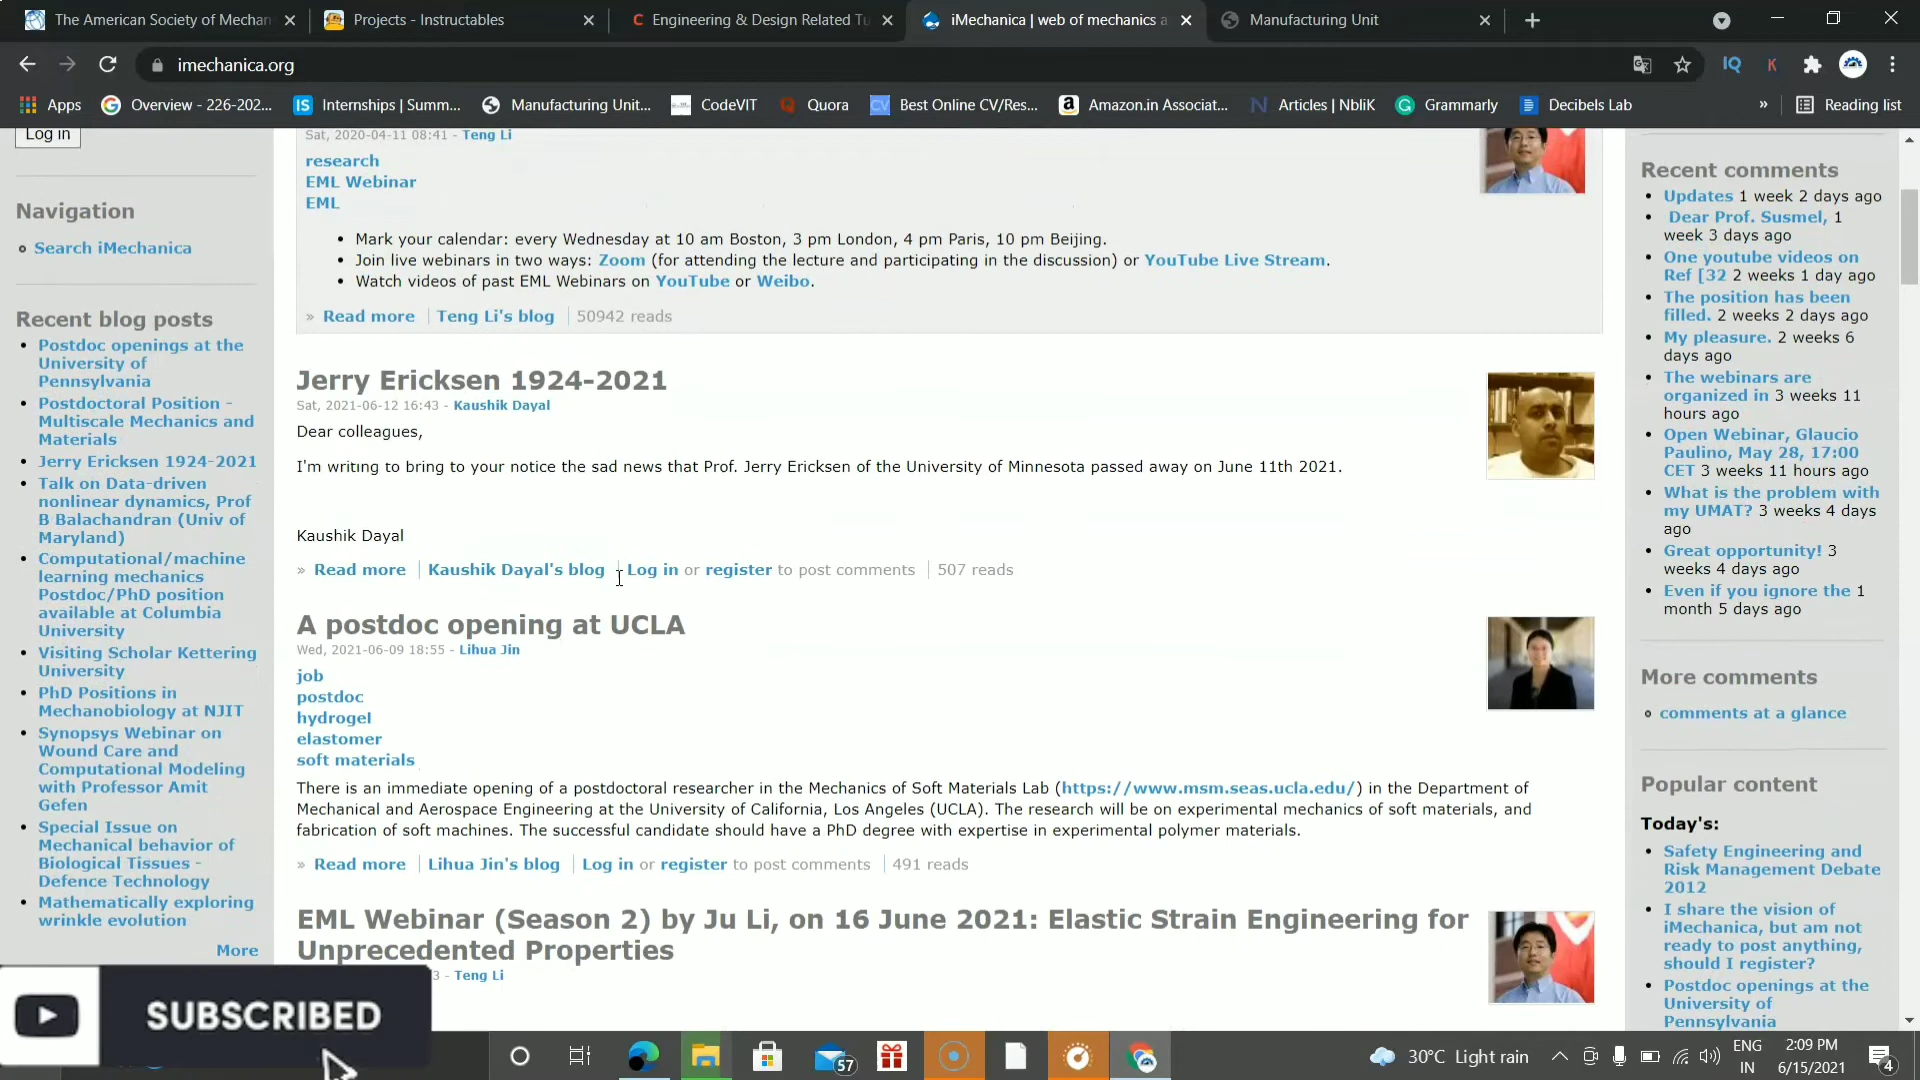 The American Society of Mechan
Projects - Instructables
C Engineering & Design Related Tu
iMechanica | web of mechanics a
Manufacturing Unit
imechanica.org
IQ
K
Apps
Overview - 226-202...
IS Internships | Summ...
Manufacturing Unit...
CodeVIT
Quora
CV Best Online CV/Res...
a Amazon.in Associat...
N Articles | NbliK
G Grammarly
Decibels Lab
»
Reading list
Log in
Navigation
Search iMechanica
Recent blog posts
Postdoc openings at the
University of
Pennsylvania
Postdoctoral Position -
Multiscale Mechanics and
Materials
Jerry Ericksen 1924-2021
Talk on Data-driven
nonlinear dynamics, Prof
B Balachandran (Univ of
Maryland)
Computational/machine
learning mechanics
Postdoc/PhD position
available at Columbia
University
Visiting Scholar Kettering
University
PhD Positions in
Mechanobiology at NJIT
Synopsys Webinar on
Wound Care and
Computational Modeling
with Professor Amit
Gefen
Special Issue on
Mechanical behavior of
Biological Tissues -
Defence Technology
Mathematically exploring
wrinkle evolution
More
Sat, 2020-04-11 08:41 - Teng Li
research
EML Webinar
EML
Mark your calendar: every Wednesday at 10 am Boston, 3 pm London, 4 pm Paris, 10 pm Beijing.
Join live webinars in two ways: Zoom (for attending the lecture and participating in the discussion) or YouTube Live Stream.
Watch videos of past EML Webinars on YouTube or Weibo.
» Read more | Teng Li's blog | 50942 reads
Jerry Ericksen 1924-2021
Sat, 2021-06-12 16:43 - Kaushik Dayal
Dear colleagues,
I'm writing to bring to your notice the sad news that Prof. Jerry Ericksen of the University of Minnesota passed away on June 11th 2021.
Kaushik Dayal
» Read more | Kaushik Dayal's blog | Log in or register to post comments | 507 reads
A postdoc opening at UCLA
Wed, 2021-06-09 18:55 - Lihua Jin
job
postdoc
hydrogel
elastomer
soft materials
There is an immediate opening of a postdoctoral researcher in the Mechanics of Soft Materials Lab (https://www.msm.seas.ucla.edu/) in the Department of
Mechanical and Aerospace Engineering at the University of California, Los Angeles (UCLA). The research will be on experimental mechanics of soft materials, and
fabrication of soft machines. The successful candidate should have a PhD degree with expertise in experimental polymer materials.
» Read more | Lihua Jin's blog | Log in or register to post comments | 491 reads
EML Webinar (Season 2) by Ju Li, on 16 June 2021: Elastic Strain Engineering for
Unprecedented Properties
3 - Teng Li
Recent comments
Updates 1 week 2 days ago
Dear Prof. Susmel, 1
week 3 days ago
One youtube videos on
Ref [32 2 weeks 1 day ago
The position has been
filled. 2 weeks 2 days ago
My pleasure. 2 weeks 6
days ago
The webinars are
organized in 3 weeks 11
hours ago
Open Webinar, Glaucio
Paulino, May 28, 17:00
CET 3 weeks 11 hours ago
What is the problem with
my UMAT? 3 weeks 4 days
ago
Great opportunity! 3
weeks 4 days ago
Even if you ignore the 1
month 5 days ago
More comments
comments at a glance
Popular content
Today's:
Safety Engineering and
Risk Management Debate
2012
I share the vision of
iMechanica, but am not
ready to post anything,
should I register?
Postdoc openings at the
University of
Pennsylvania
SUBSCRIBED
57
30°C Light rain
ENG
IN
2:09 PM
6/15/2021
4